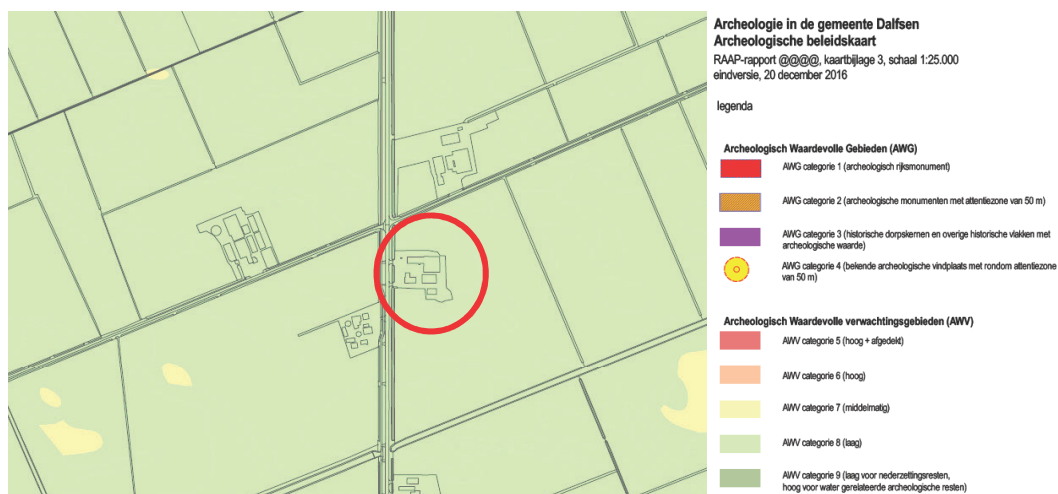 Archeologie in de gemeente Dalfsen
Archeologische beleidskaart
RAAP-rapport @@@@, kaartbijlage 3, schaal 1:25.000
eindversie, 20 december 2016
legenda
Archeologisch Waardevolle Gebieden (AWG)
AWG categorie 1 (archeologisch rijksmonument)
AWG categorie 2 (archeologische monumenten met attentiezone van 50 m)
AWG categorie 3 (historische dorpskernen en overige historische vlakken met
archeologische waarde)
AWG categorie 4 (bekende archeologische vindplaats met rondom attentiezone
van 50 m)
Archeologisch Waardevolle verwachtingsgebieden (AWV)
AWV categorie 5 (hoog + afgedekt)
AWV categorie 6 (hoog)
AWV categorie 7 (middelmatig)
AWV categorie 8 (laag)
AWV categorie 9 (laag voor nederzettingsresten,
hoog voor water gerelateerde archeologische resten)